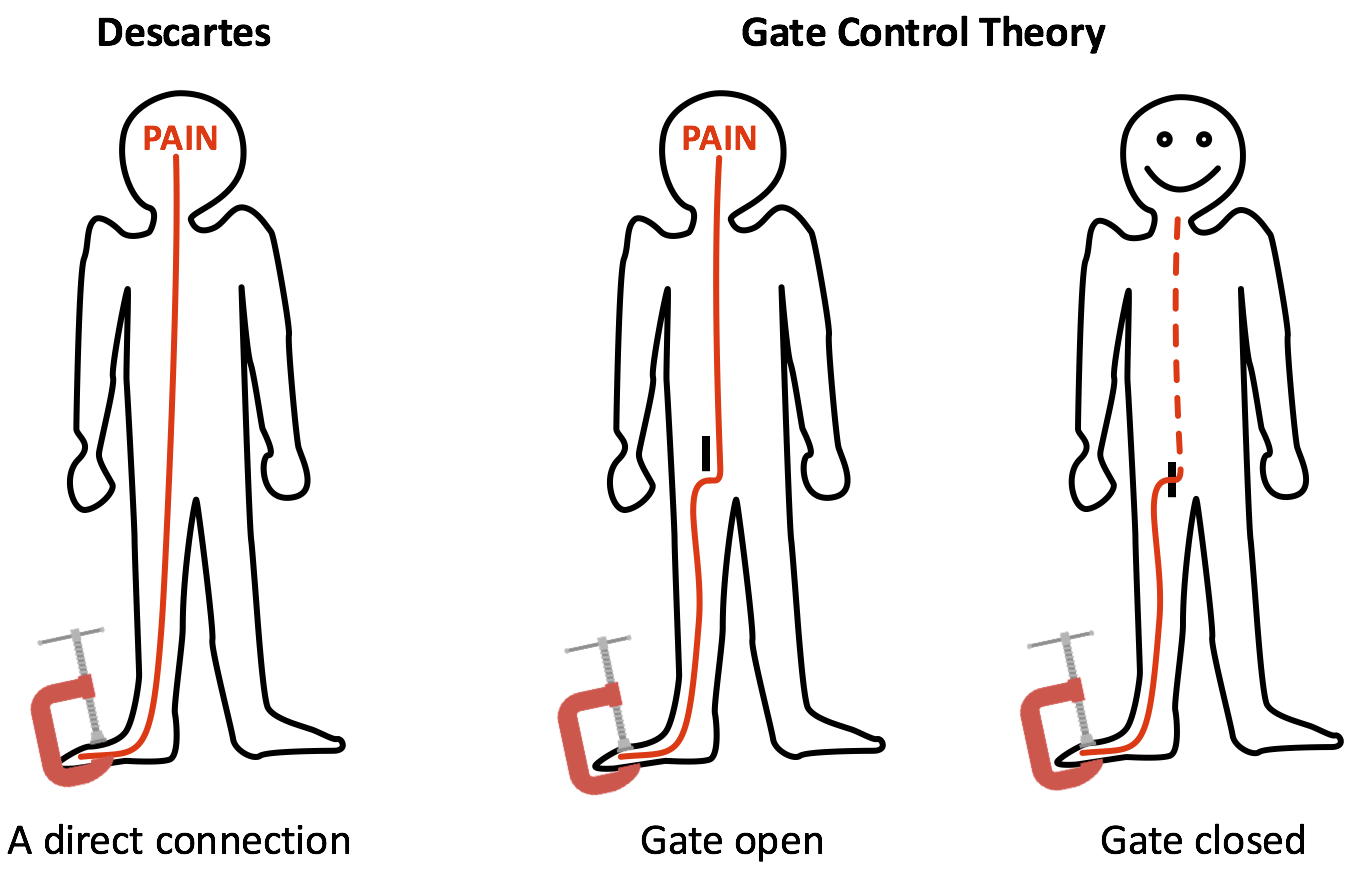 Descartes
Gate Control Theory
PAIN
PAIN
A direct connection
Gate open
Gate closed